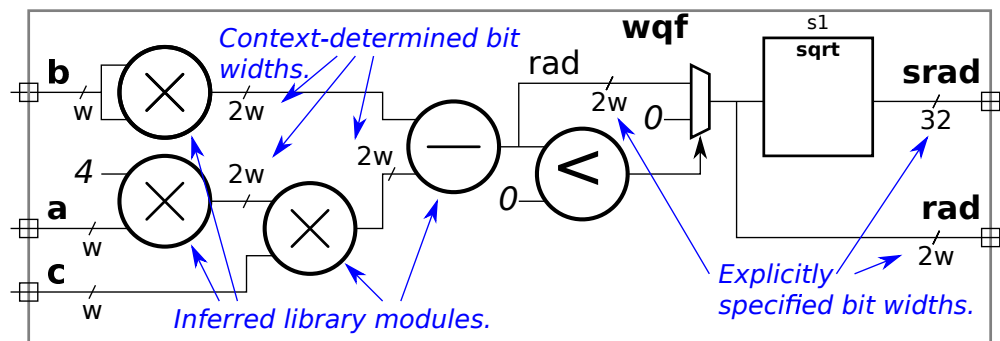 s1
wqf
sqrt
Context-determined bit
widths.
b
w
2w
rad
2w
0
srad
32
4
2w
2w
<
0
a
w
rad
2w
c
w
Explicitly
specified bit widths.
Inferred library modules.